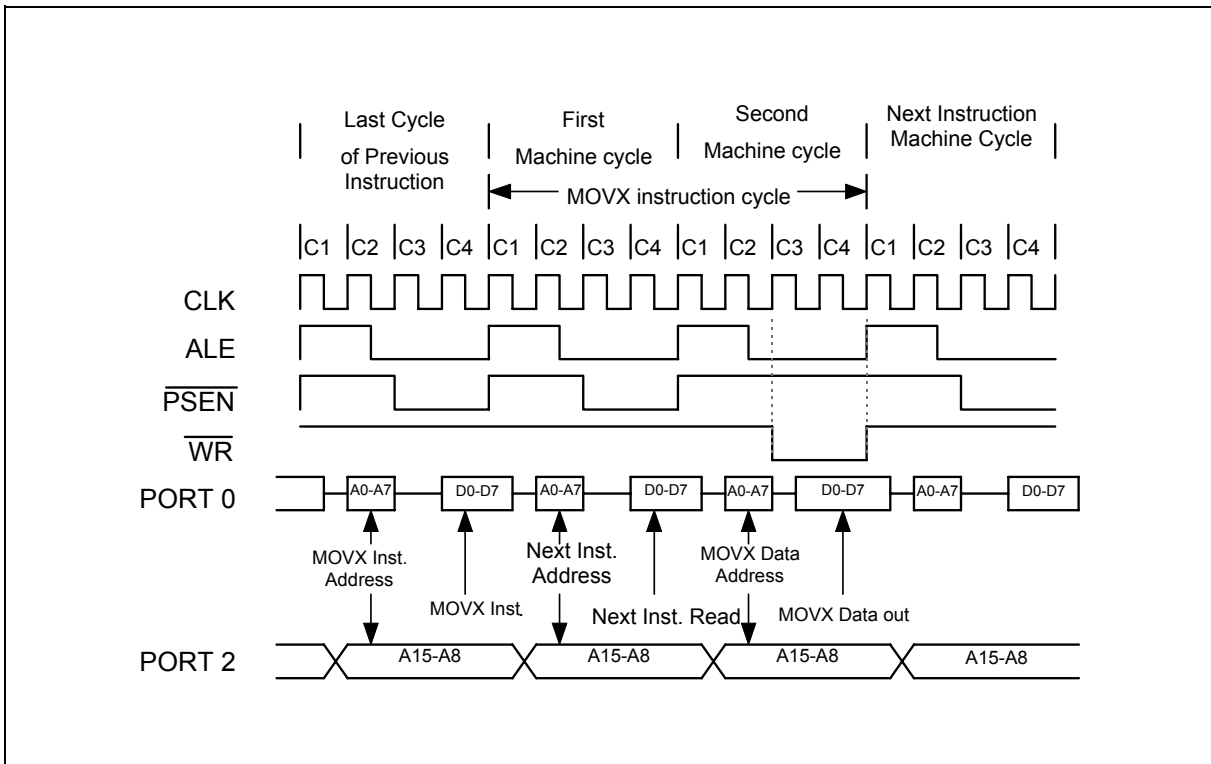 Last Cycle
of Previous
Instruction
First
Machine cycle
Second
Machine cycle
Next Instruction
Machine Cycle
MOVX instruction cycle
C1 C2 C3 C4 C1 C2 C3 C4 C1 C2 C3 C4 C1 C2 C3 C4
CLK
ALE
PSEN
WR
PORT 0
A0-A7 D0-D7 A0-A7 D0-D7 A0-A7 D0-D7 A0-A7 D0-D7
MOVX Inst.
Address
MOVX Inst.
Next Inst.
Address
Next Inst. Read
MOVX Data
Address
MOVX Data out
PORT 2
A15-A8 A15-A8 A15-A8 A15-A8